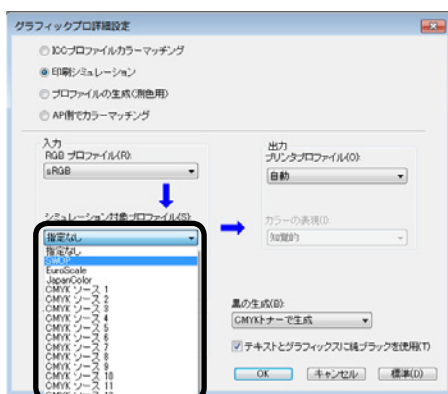 グラフィックプロ詳細設定
ICCプロファイルカラーマッチング
印刷シミュレーション
プロファイルの生成(測色用)
AP側でカラーマッチング
入力
RGB プロファイル(R):
sRGB
シミュレーション対象プロファイル(S):
指定なし
指定なし
SWOP
EuroScale
JapanColor
CMYK ソース 1
CMYK ソース 2
CMYK ソース 3
CMYK ソース 4
CMYK ソース 5
CMYK ソース 6
CMYK ソース 7
CMYK ソース 8
CMYK ソース 9
CMYK ソース 10
CMYK ソース 11
出力
プリンタプロファイル(O):
自動
カラーの表現(I):
知覚的
黒の生成(B):
CMYKトナーで生成
テキストとグラフィックスに純ブラックを使用(T)
OK
キャンセル
標準(D)